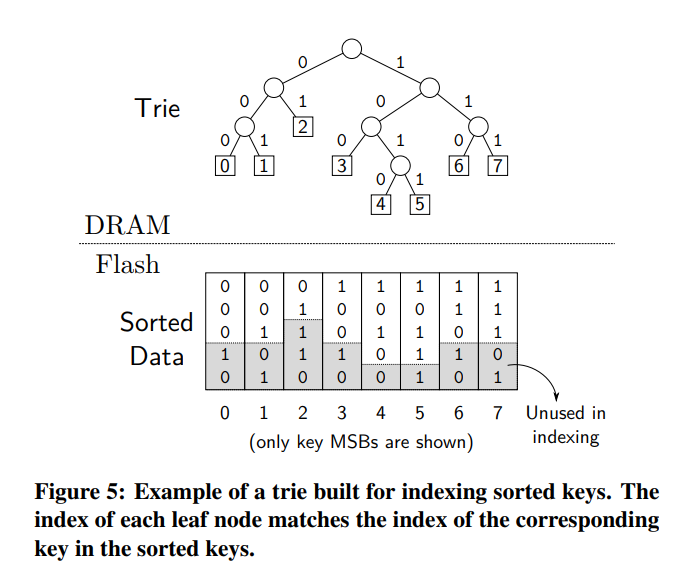 0 1
0 1 0 1
Trie
2
0 1 0 1 0 1
0 1 3 6 7
0 1
4 5
DRAM
Flash
0 0 0 1 1 1 1 1
0 0 1 0 0 0 1 1
Sorted
0 1 1 0 1 1 0 1
Data
1 0 1 1 0 1 1 0
0 1 0 0 0 1 0 1
0 1 2 3 4 5 6 7
Unused in
indexing
(only key MSBs are shown)
Figure 5: Example of a trie built for indexing sorted keys. The
index of each leaf node matches the index of the corresponding
key in the sorted keys.